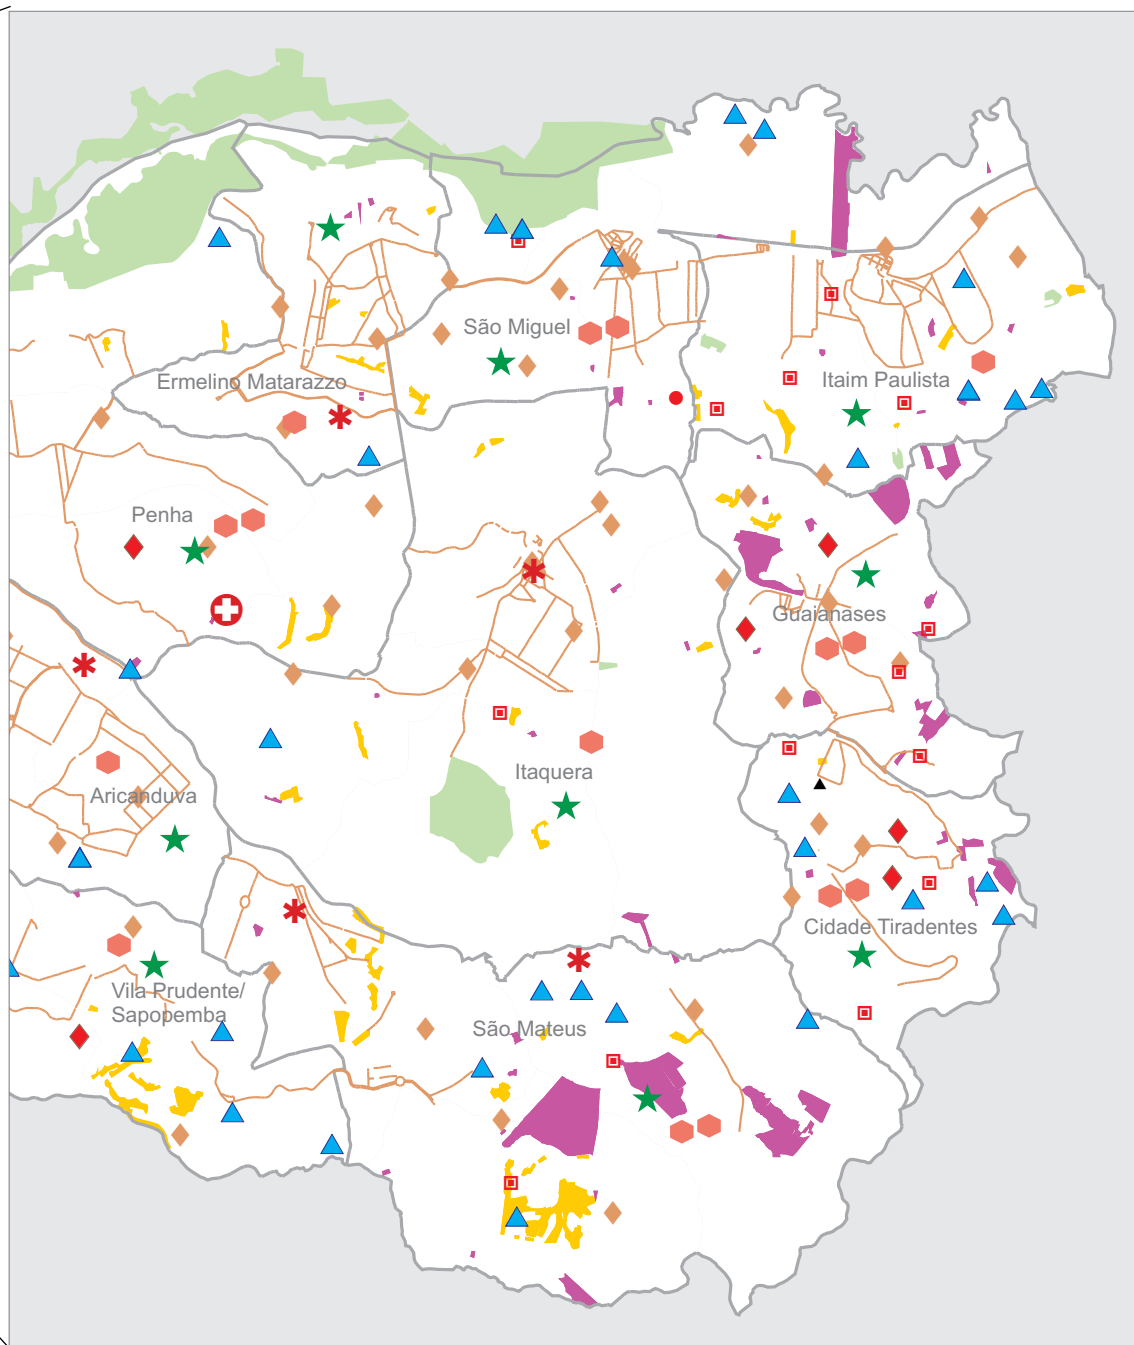 São Miguel
Itaim Paulista
Ermelino Matarazzo
Penha
Guaianases
Itaquera
Aricanduva
Cidade Tiradentes
Vila Prudente/
Sapopemba
São Mateus